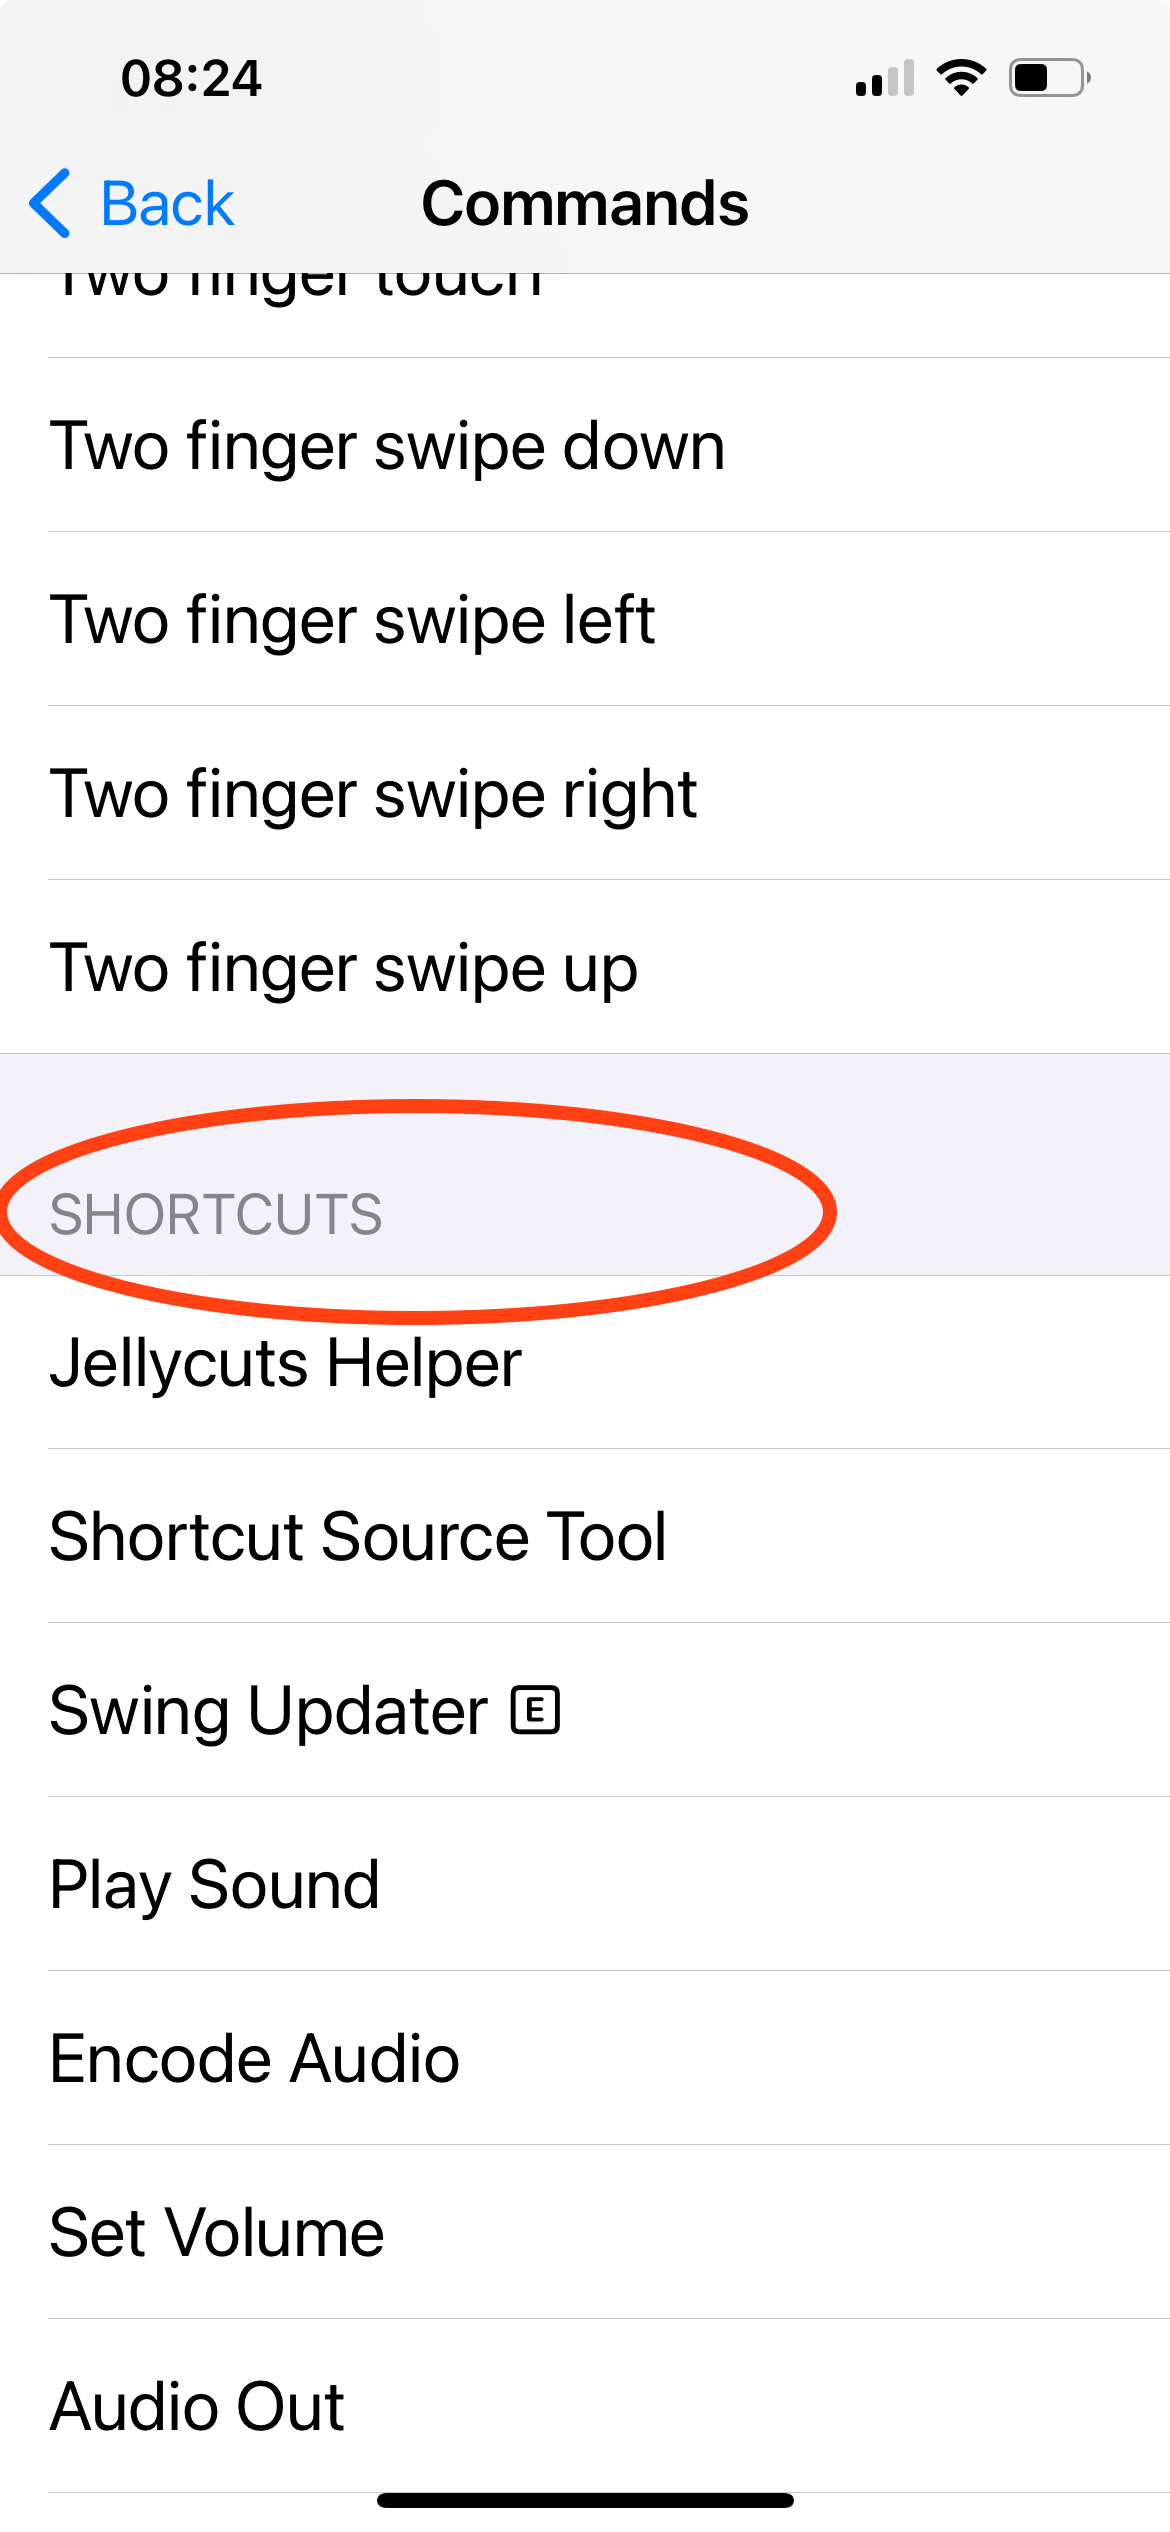 08:24
Back
Commands
Two finger touch
Two finger swipe down
Two finger swipe left
Two finger swipe right
Two finger swipe up
SHORTCUTS
Jellycuts Helper
Shortcut Source Tool
Swing Updater E
Play Sound
Encode Audio
Set Volume
Audio Out